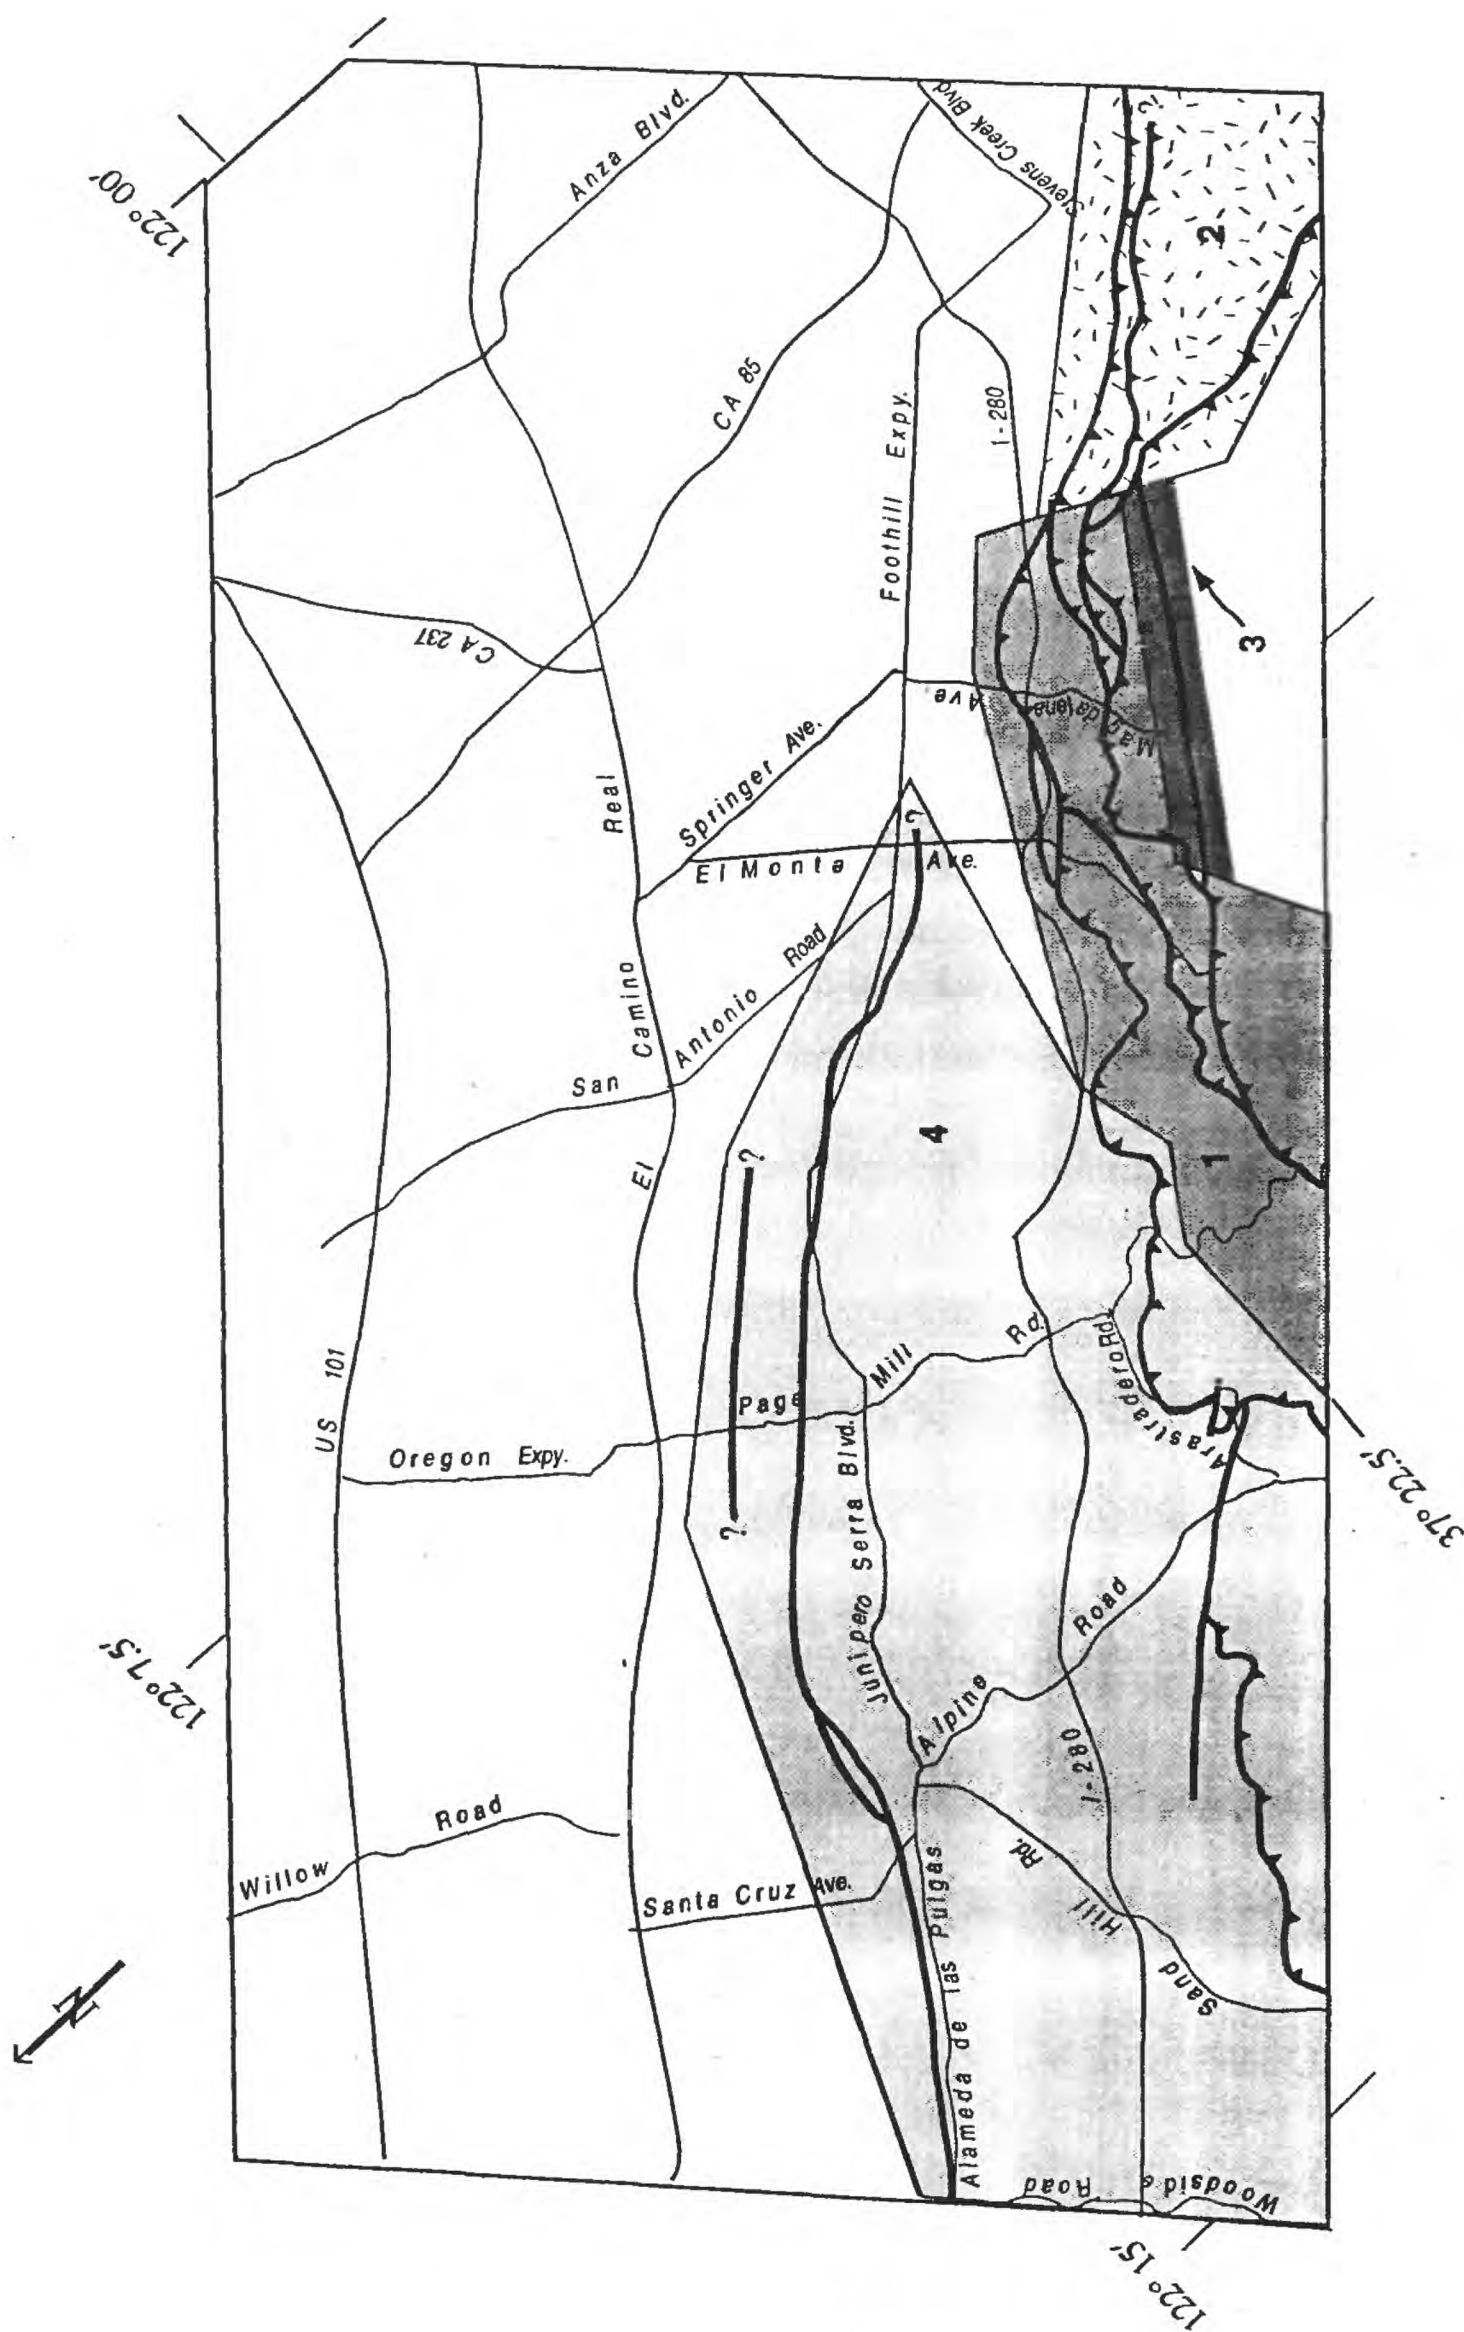 122° 00'
Anza Blvd.
Stevens Creek Blvd.
?
2
CA 85
CA 237
Foothill Expy.
I-280
3
Magdalena Ave.
Springer Ave.
El Monte Ave.
?
El Camino Real
San Antonio Road
?
4
1
US 101
Oregon Expy.
Page Mill Rd.
Arastradero Rd.
?
37° 22.5'
Junipero Serra Blvd.
Alpine Road
122° 7.5'
I-280
Willow Road
Santa Cruz Ave.
Sand Hill Rd.
Alameda de las Pulgas
Woodside Road
N
122° 15'